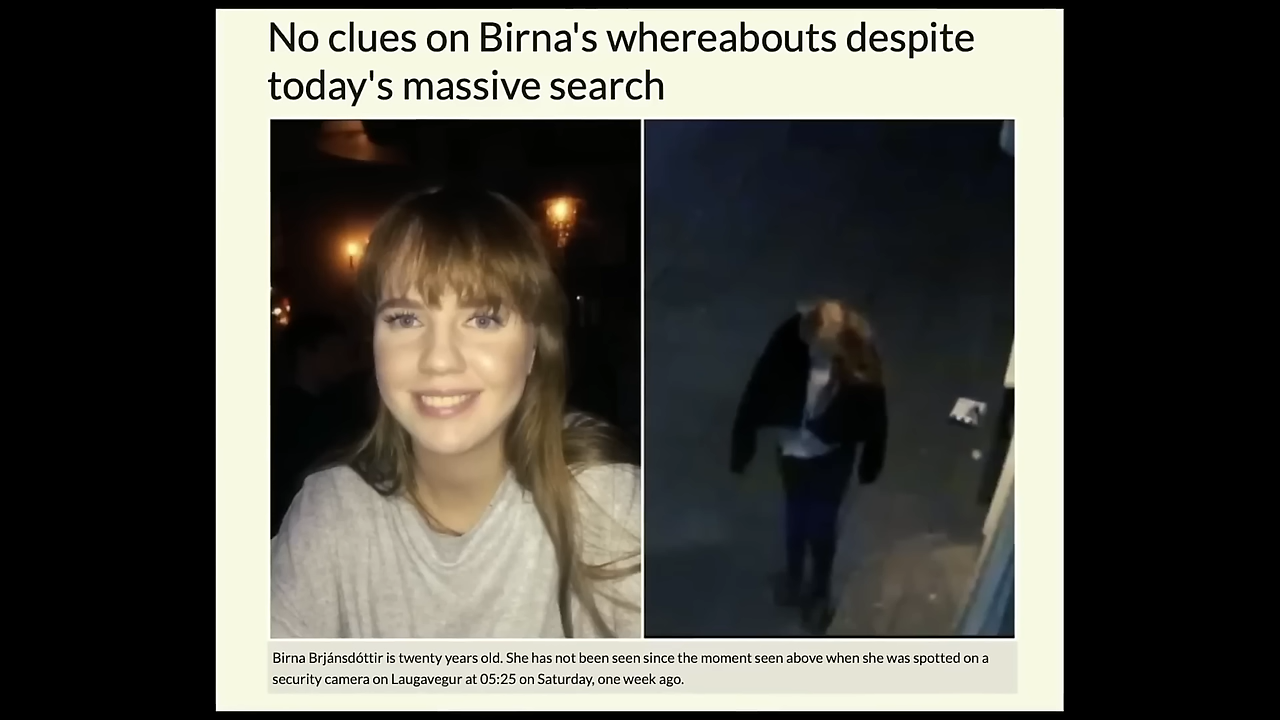 No clues on Birna's whereabouts despite
today's massive search
Birna Brjánsdóttir is twenty years old. She has not been seen since the moment seen above when she was spotted on a
security camera on Laugavegur at 05:25 on Saturday, one week ago.